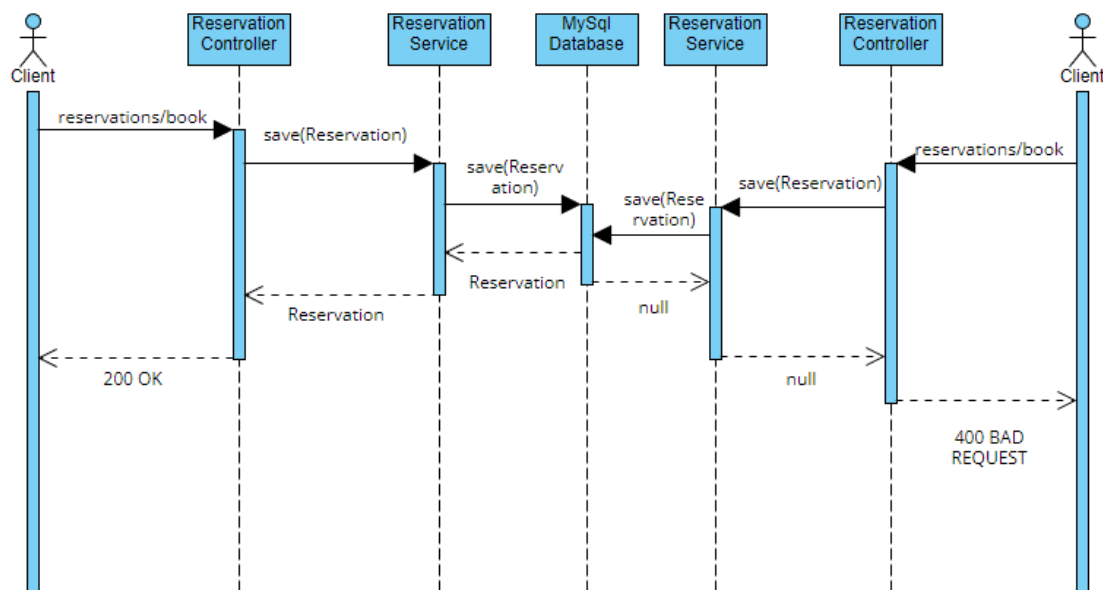 Reservation
Controller
Reservation
Service
MySql
Database
Reservation
Service
Reservation
Controller
Client
Client
reservations/book
save(Reservation)
reservations/book
save(Reserv
ation)
save(Reservation)
save(Rese
rvation)
Reservation
null
Reservation
200 OK
null
400 BAD
REQUEST